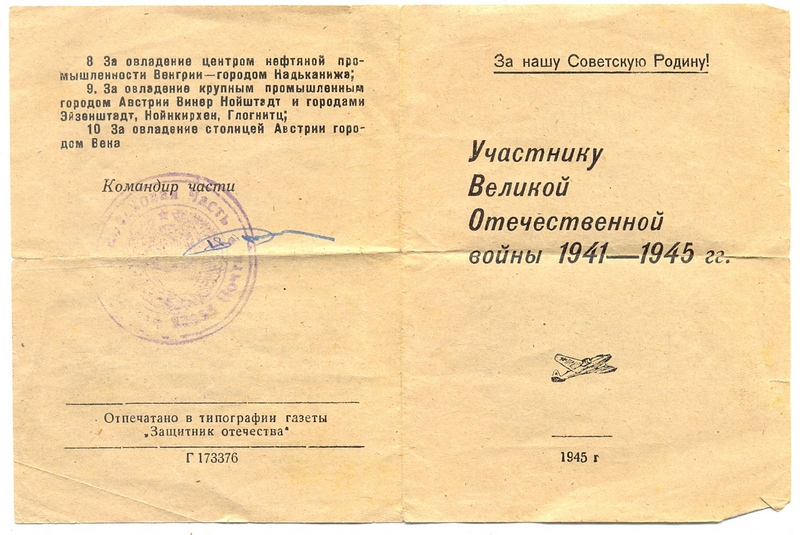 8 За овладение центром нефтяной про-
мышленности Венгрии—городом Надьканижа;
9. За овладение крупным промышленным
городом Австрии Винер Нойштадт и городами
Эйзенштадт, Нойнкирхен, Глогнитц;
10 За овладение столицей Австрии горо-
дом Вена
Командир части
Часть
Отпечатано в типографии газеты
„Защитник отечества“
Г 173376
За нашу Советскую Родину!
Участнику
Великой
Отечественной
войны 1941—1945 гг.
1945 г